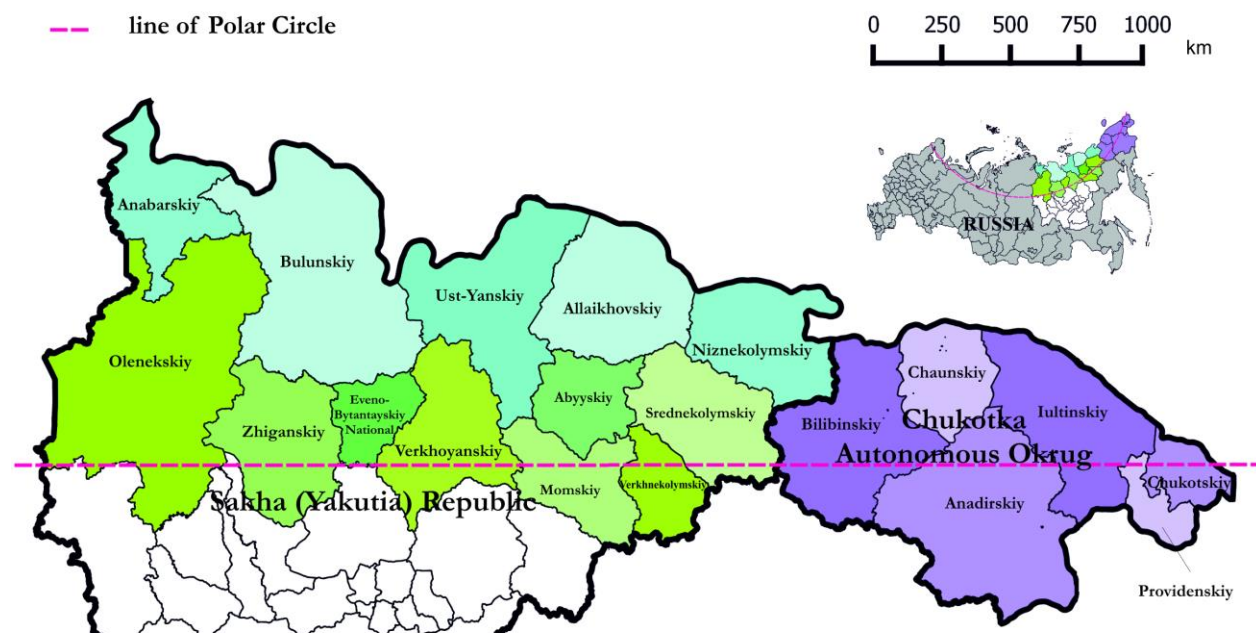 line of Polar Circle
0 250 500 750 1000
km
RUSSIA
Anabarskiy
Bulunskiy
Ust-Yanskiy
Allaikhovskiy
Olenekskiy
Niznekolymskiy
Chaunskiy
Eveno-
Bytantayskiy
National
Abyyskiy
Srednekolymskiy
Bilibinskiy
Iultinskiy
Chukotka
Autonomous Okrug
Zhiganskiy
Verkhoyanskiy
Momskiy
Verkhnekolymskiy
Sakha (Yakutia) Republic
Anadirskiy
Chukotskiy
Providenskiy